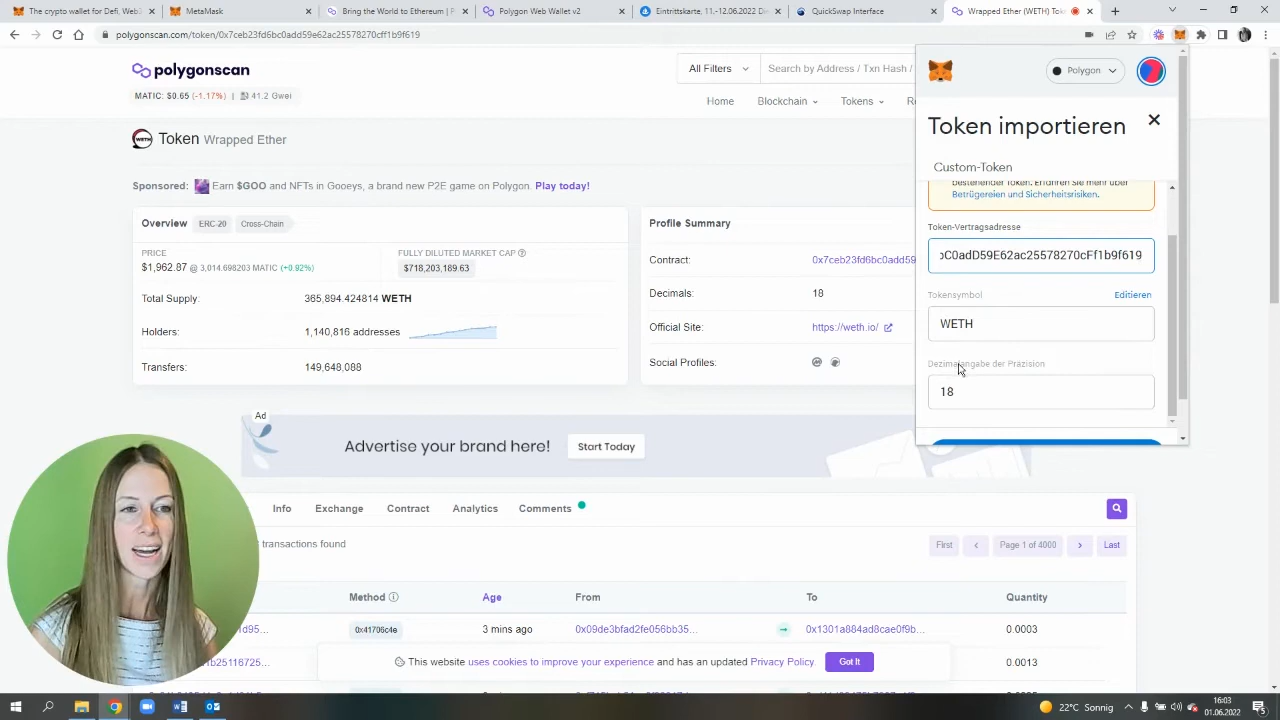 The crypto wallet for Defi, Web3
MetaMask
Bring the World to Ethereum | P
Polygon Web Wallet v2
Eintrittskarte, 11.-12.06.2022 Cin
QuickSwap Interface
Wrapped Ether (WETH) Tok
polygonscan.com/token/0x7ceb23fd6bc0add59e62ac25578270cff1b9f619
polygonscan
All Filters
Search by Address / Txn Hash /
MATIC: $0.65 (-1.17%) | 41.2 Gwei
Home
Blockchain
Tokens
WETH
Token Wrapped Ether
Sponsored: Earn $GOO and NFTs in Gooeys, a brand new P2E game on Polygon. Play today!
Overview ERC-20 Cross-Chain
PRICE
$1,962.87 @ 3,014.698203 MATIC (+0.92%)
FULLY DILUTED MARKET CAP
$718,203,189.63
Total Supply: 365,894.424814 WETH
Holders: 1,140,816 addresses
Transfers: 149,648,088
Profile Summary
Contract: 0x7ceb23fd6bc0add59
Decimals: 18
Official Site: https://weth.io/
Social Profiles:
Polygon
Token importieren
Custom-Token
bestehender Token. Erfahren Sie mehr über
Betrügereien und Sicherheitsrisiken.
Token-Vertragsadresse
C0adD59E62ac25578270cFf1b9f619
Tokensymbol
Editieren
WETH
Dezimalangabe der Präzision
18
Ad
Advertise your brand here!
Start Today
Info
Exchange
Contract
Analytics
Comments
transactions found
First
Page 1 of 4000
Last
Method
Age
From
To
Quantity
1d95...
0x41706c4e
3 mins ago
0x09de3bfad2fe056bb35...
0x1301a884ad8cae0f9b...
0.0003
1b25116725...
0.0013
This website uses cookies to improve your experience and has an updated Privacy Policy.
Got It
22°C Sonnig
16:03
01.06.2022